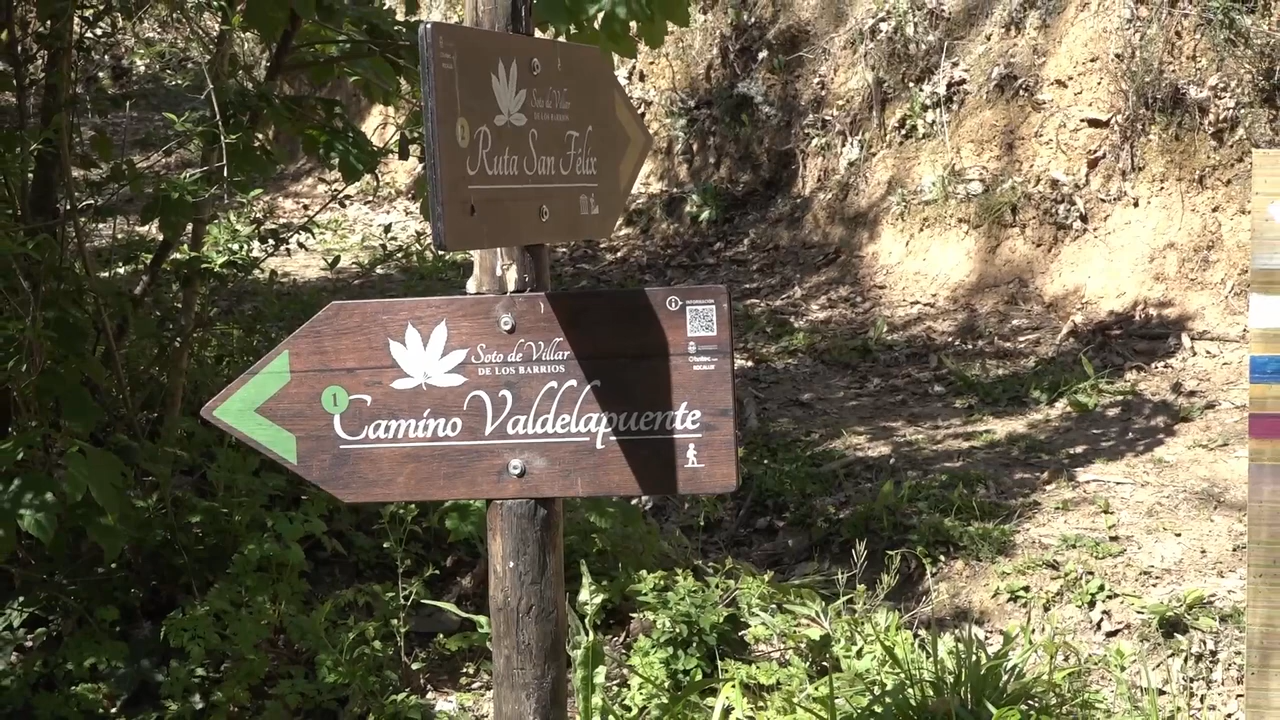 Soto de Villar
DE LOS BARRIOS
2
Ruta San Félix
INFORMACIÓN
Soto de Villar
DE LOS BARRIOS
1
Camino Valdelapuente